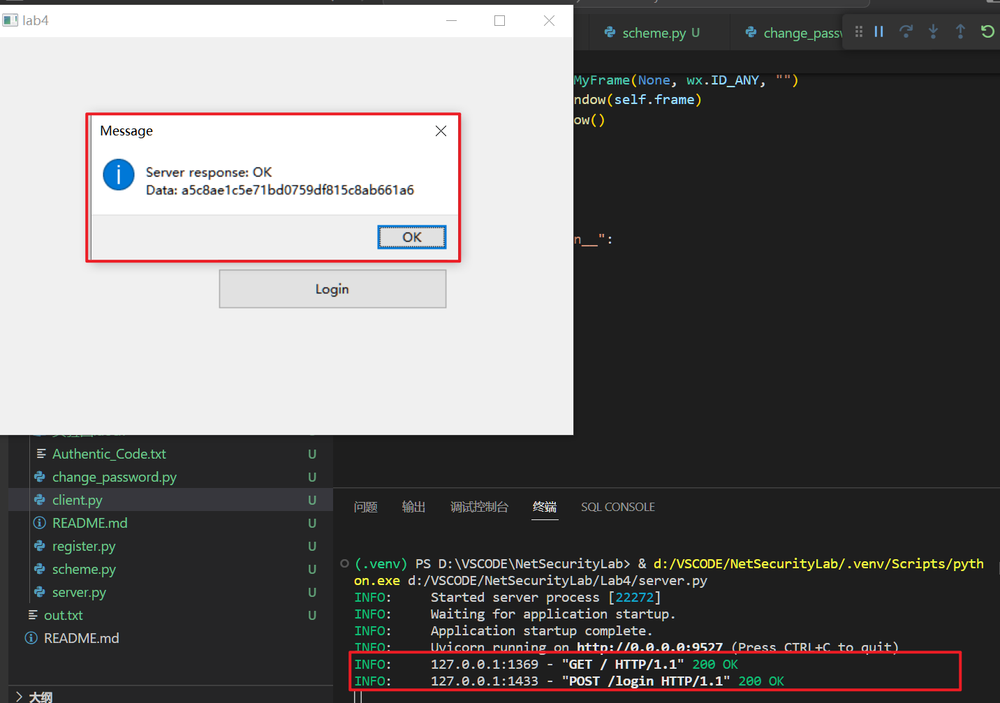 lab4
scheme.py U
change_passw
MyFrame(None, wx.ID_ANY, "")
ndow(self.frame)
ow()
Message
Server response: OK
Data: a5c8ae1c5e71bd0759df815c8ab661a6
OK
n__":
Login
Authentic_Code.txt U
change_password.py U
client.py U
README.md U
register.py U
scheme.py U
server.py U
out.txt U
README.md
大纲
问题 输出 调试控制台 终端 SQL CONSOLE
(.venv) PS D:\VSCODE\NetSecurityLab> & d:/VSCODE/NetSecurityLab/.venv/Scripts/pyth
on.exe d:/VSCODE/NetSecurityLab/Lab4/server.py
INFO: Started server process [22272]
INFO: Waiting for application startup.
INFO: Application startup complete.
INFO: Uvicorn running on http://0.0.0.0:9527 (Press CTRL+C to quit)
INFO: 127.0.0.1:1369 - "GET / HTTP/1.1" 200 OK
INFO: 127.0.0.1:1433 - "POST /login HTTP/1.1" 200 OK